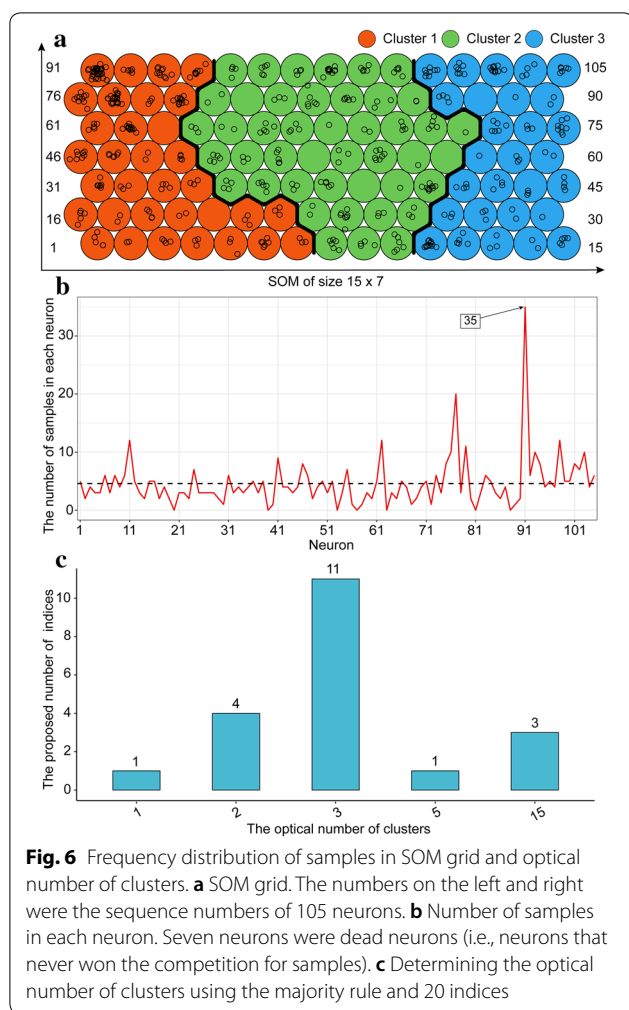 a
Cluster 1 Cluster 2 Cluster 3
91 105
76 90
61 75
46 60
31 45
16 30
1 15
SOM of size 15 x 7
b
The number of samples in each neuron
30
20
10
0
35
1 11 21 31 41 51 61 71 81 91 101
Neuron
c
The proposed number of indices
10
8
6
4
2
0
1
4
11
1
3
1 2 3 5 15
The optical number of clusters
Fig. 6 Frequency distribution of samples in SOM grid and optical
number of clusters. a SOM grid. The numbers on the left and right
were the sequence numbers of 105 neurons. b Number of samples
in each neuron. Seven neurons were dead neurons (i.e., neurons that
never won the competition for samples). c Determining the optical
number of clusters using the majority rule and 20 indices